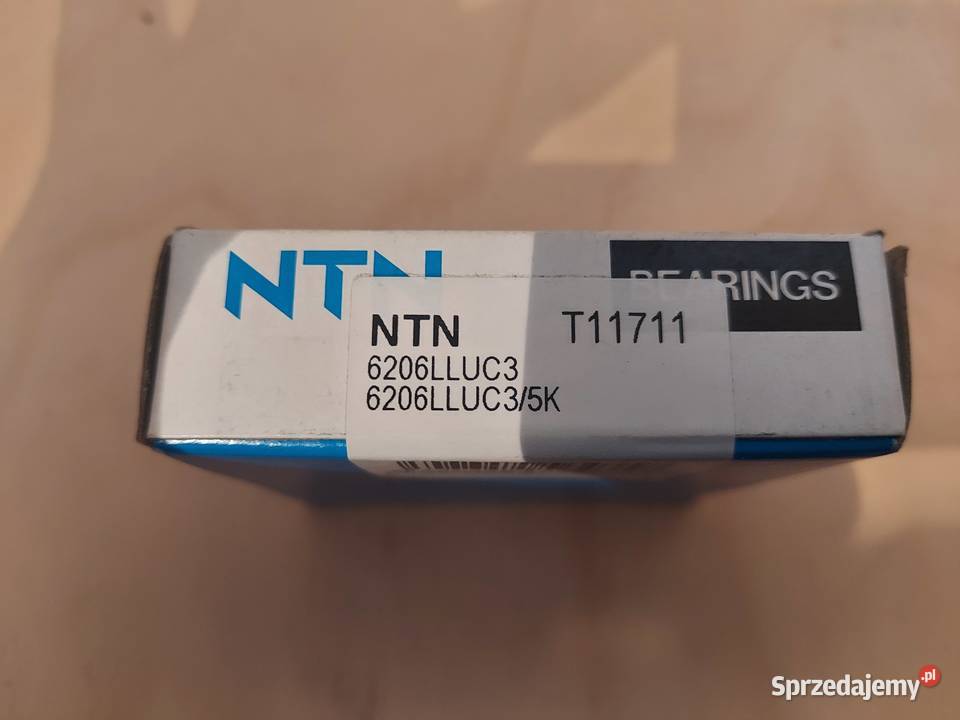 NTN
BEARINGS
NTN T11711
6206LLUC3
6206LLUC3/5K
Sprzedajemy.pl